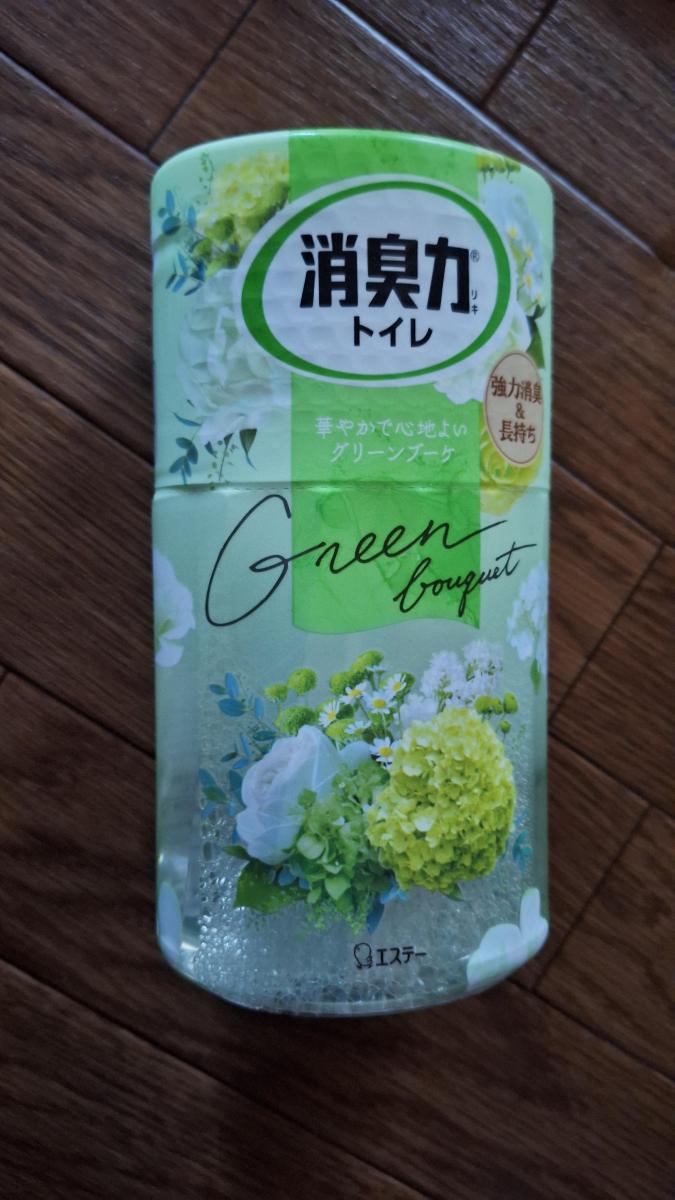 消臭力®
リキ
トイレ
強力消臭
&
長持ち
華やかで心地よい
グリーンブーケ
Green
bouquet
エステー